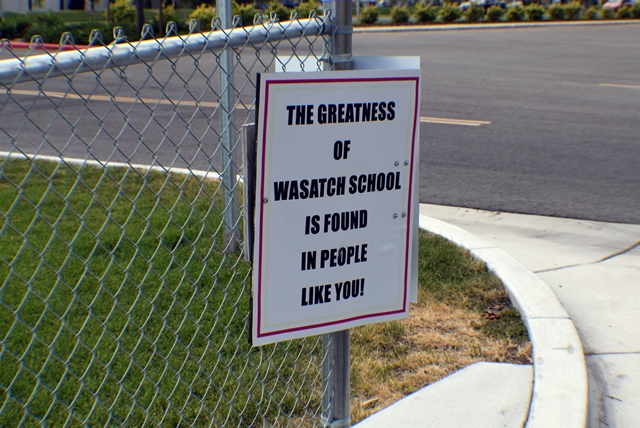 THE GREATNESS
OF
WASATCH SCHOOL
IS FOUND
IN PEOPLE
LIKE YOU!